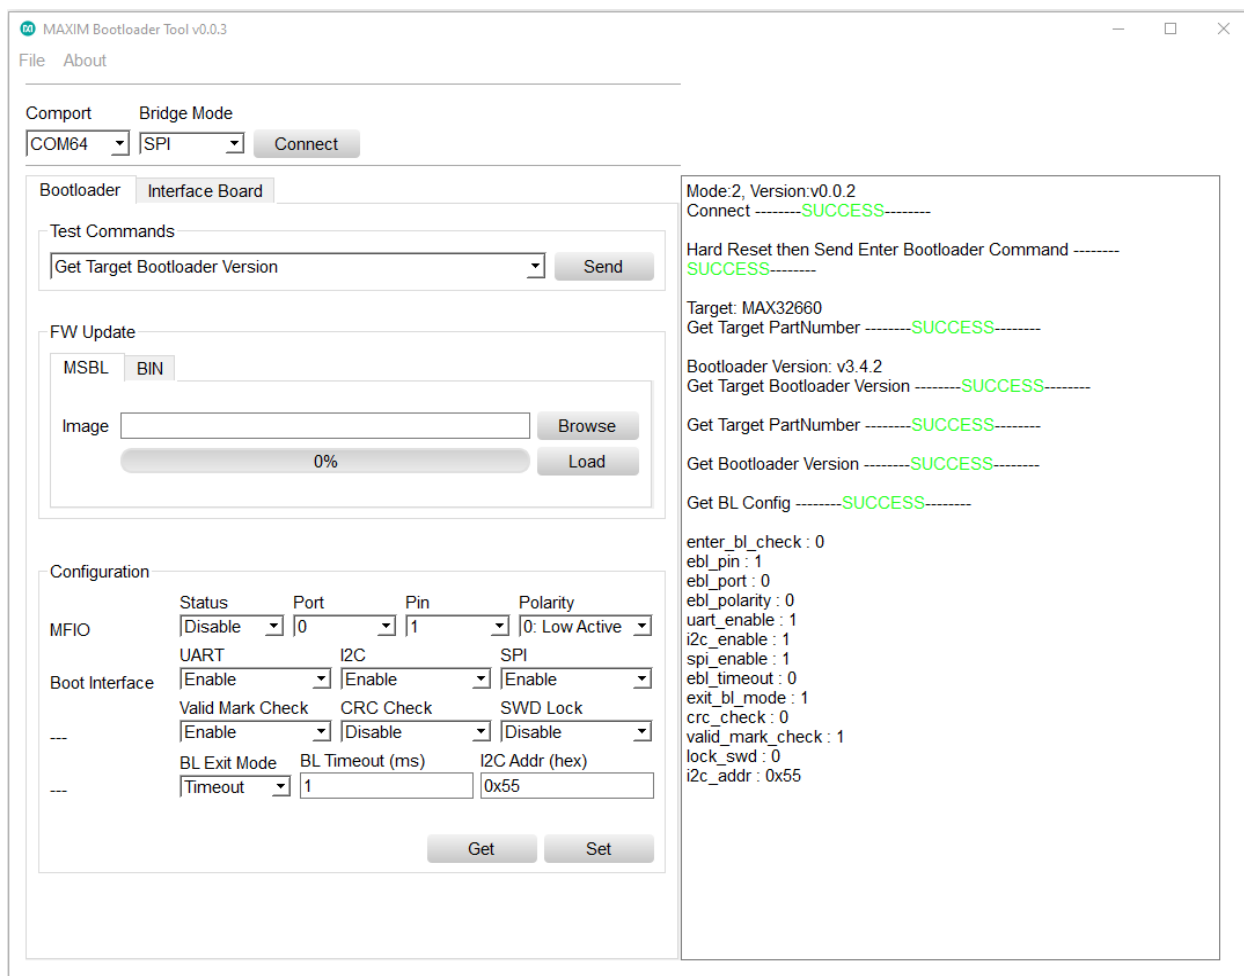 MAXIM Bootloader Tool v0.0.3
File About
Comport Bridge Mode
COM64 SPI Connect
Bootloader Interface Board
Test Commands
Get Target Bootloader Version Send
FW Update
MSBL BIN
Image Browse
0% Load
Configuration
Status Port Pin Polarity
MFIO Disable 0 1 0: Low Active
UART I2C SPI
Boot Interface Enable Enable Enable
Valid Mark Check CRC Check SWD Lock
--- Enable Disable Disable
BL Exit Mode BL Timeout (ms) I2C Addr (hex)
--- Timeout 1 0x55
Get Set
Mode:2, Version:v0.0.2
Connect --------SUCCESS--------
Hard Reset then Send Enter Bootloader Command --------
SUCCESS--------
Target: MAX32660
Get Target PartNumber --------SUCCESS--------
Bootloader Version: v3.4.2
Get Target Bootloader Version --------SUCCESS--------
Get Target PartNumber --------SUCCESS--------
Get Bootloader Version --------SUCCESS--------
Get BL Config --------SUCCESS--------
enter_bl_check : 0
ebl_pin : 1
ebl_port : 0
ebl_polarity : 0
uart_enable : 1
i2c_enable : 1
spi_enable : 1
ebl_timeout : 0
exit_bl_mode : 1
crc_check : 0
valid_mark_check : 1
lock_swd : 0
i2c_addr : 0x55